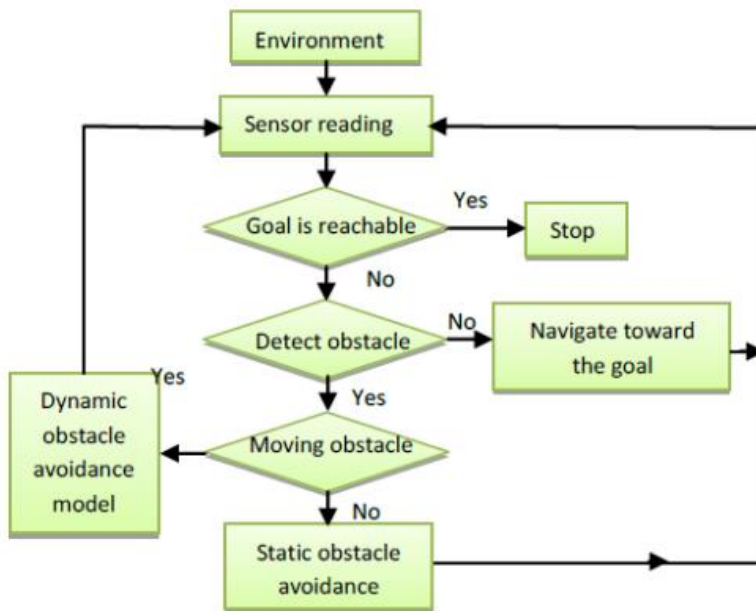 Environment
Sensor reading
Goal is reachable
Yes
Stop
No
Detect obstacle
No
Navigate toward
the goal
Yes
Yes
Dynamic
obstacle
avoidance
model
Moving obstacle
No
Static obstacle
avoidance